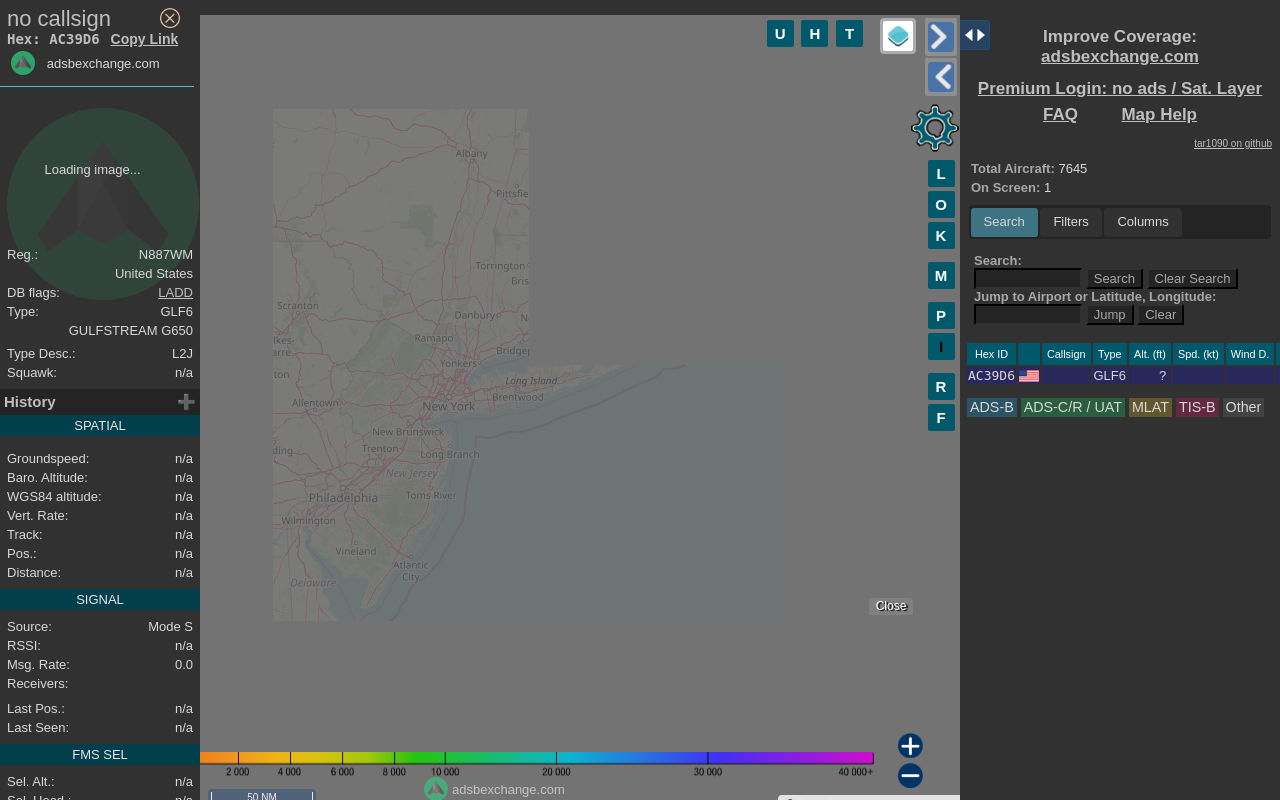 no callsign
Hex: AC39D6 Copy Link
adsbexchange.com
Loading image...
Reg.: N887WM
United States
DB flags: LADD
Type: GLF6
GULFSTREAM G650
Type Desc.: L2J
Squawk: n/a
History
SPATIAL
Groundspeed: n/a
Baro. Altitude: n/a
WGS84 altitude: n/a
Vert. Rate: n/a
Track: n/a
Pos.: n/a
Distance: n/a
SIGNAL
Source: Mode S
RSSI: n/a
Msg. Rate: 0.0
Receivers:
Last Pos.: n/a
Last Seen: n/a
FMS SEL
Sel. Alt.: n/a
Sel. Head.: n/a
U H T
L
O
K
M
P
I
R
F
Albany
Pittsfie
Torrington
Bris
Scranton
Danbury
N
lkes
arre
Ramapo
Bridgep
Yonkers
ton
Long Island
Brentwood
Allentown
New York
New Brunswick
ding
Trenton
Long Branch
New Jersey
Philadelphia
Toms River
Wilmington
Vineland
Atlantic
City
Delaware
Close
2 000 4 000 6 000 8 000 10 000 20 000 30 000 40 000+
adsbexchange.com
50 NM
Improve Coverage:
adsbexchange.com
Premium Login: no ads / Sat. Layer
FAQ Map Help
tar1090 on github
Total Aircraft: 7645
On Screen: 1
Search Filters Columns
Search:
Search Clear Search
Jump to Airport or Latitude, Longitude:
Jump Clear
Hex ID Callsign Type Alt. (ft) Spd. (kt) Wind D.
AC39D6 GLF6 ?
ADS-B ADS-C/R / UAT MLAT TIS-B Other